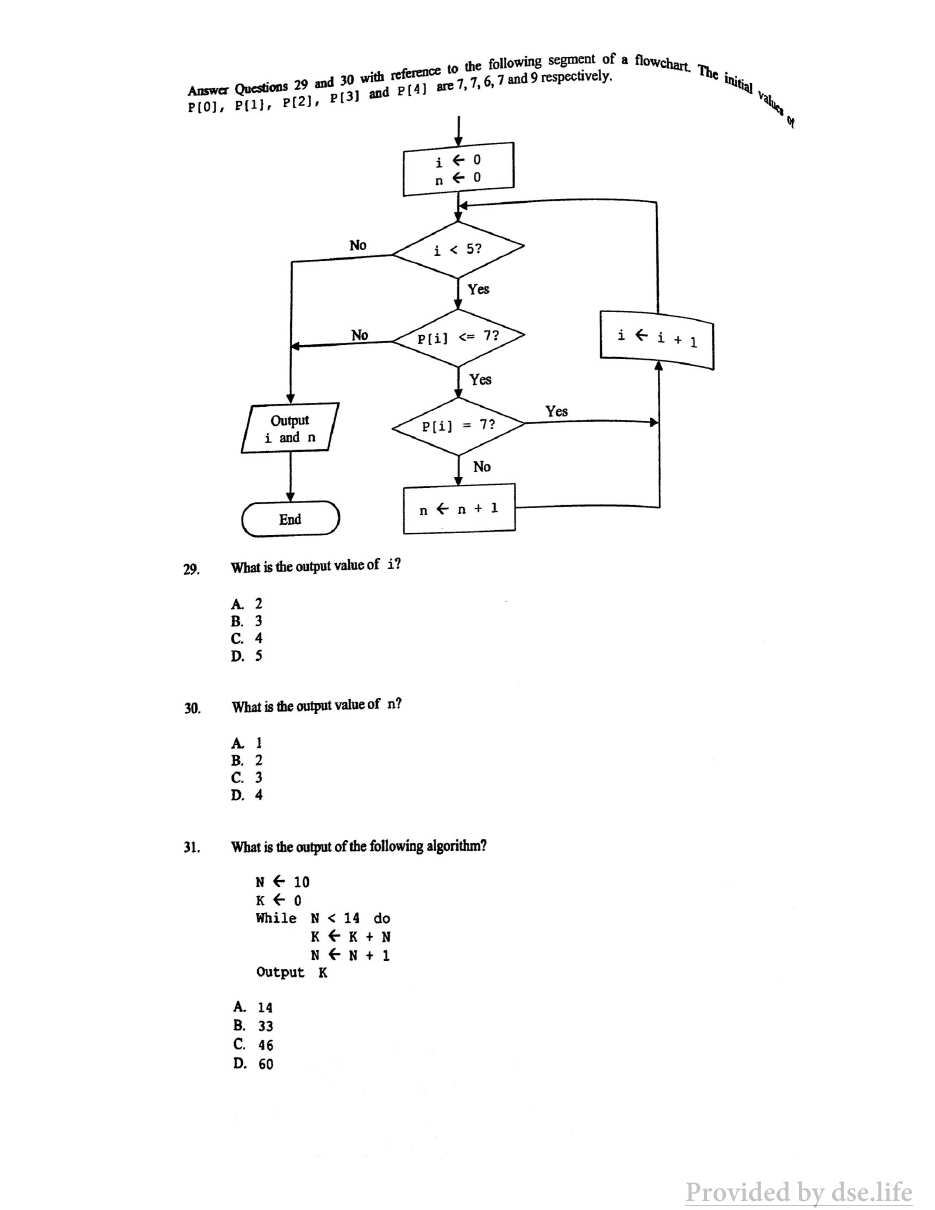 Answer Questions 29 and 30 with reference to the following segment of a flowchart. The initial values of
P[0], P[1], P[2], P[3] and P[4] are 7, 7, 6, 7 and 9 respectively.
i ← 0
n ← 0
No
i < 5?
Yes
No
P[i] <= 7?
i ← i + 1
Yes
Output
i and n
P[i] = 7?
Yes
No
n ← n + 1
End
29. What is the output value of i?
A. 2
B. 3
C. 4
D. 5
30. What is the output value of n?
A. 1
B. 2
C. 3
D. 4
31. What is the output of the following algorithm?
N ← 10
K ← 0
While N < 14 do
K ← K + N
N ← N + 1
Output K
A. 14
B. 33
C. 46
D. 60
Provided by dse.life